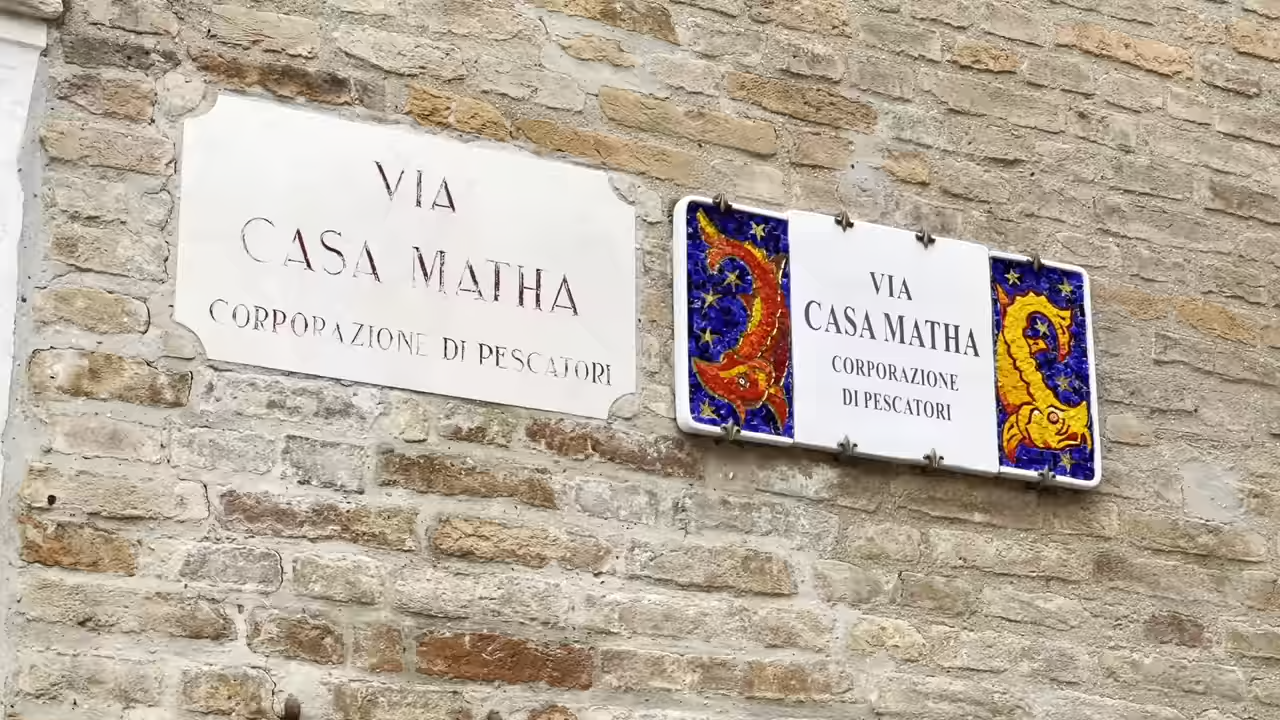 VIA
CASA MATHA
CORPORAZIONE DI PESCATORI
VIA
CASA MATHA
CORPORAZIONE
DI PESCATORI